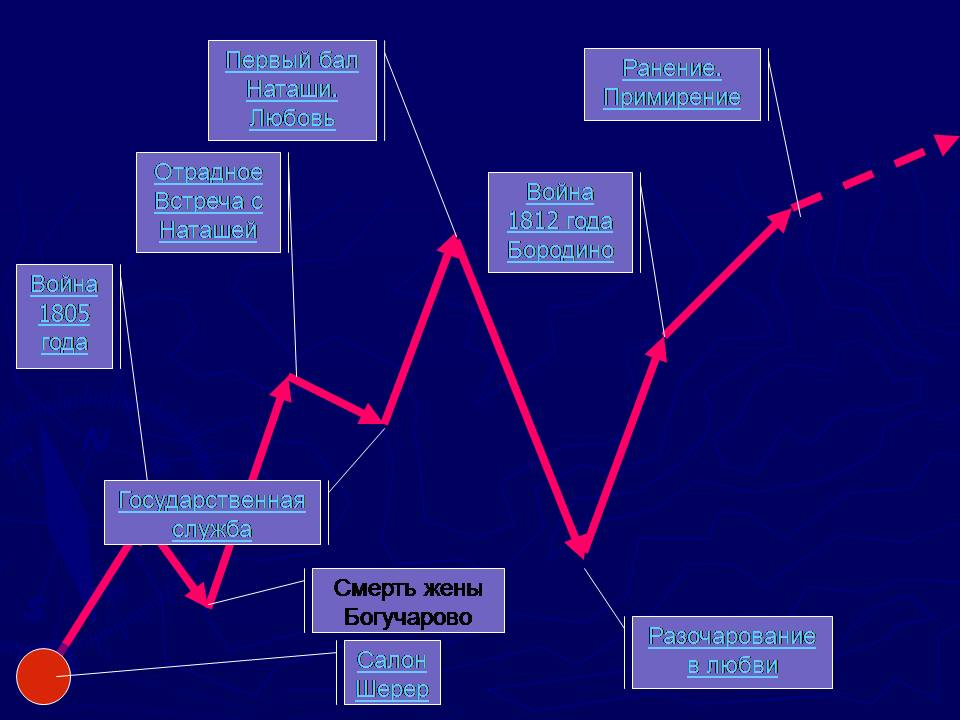 Первый бал
Наташи.
Любовь
Ранение.
Примирение
Отрадное
Встреча с
Наташей
Война
1812 года
Бородино
Война
1805
года
Государственная
служба
Смерть жены
Богучарово
Разочарование
в любви
Салон
Шерер